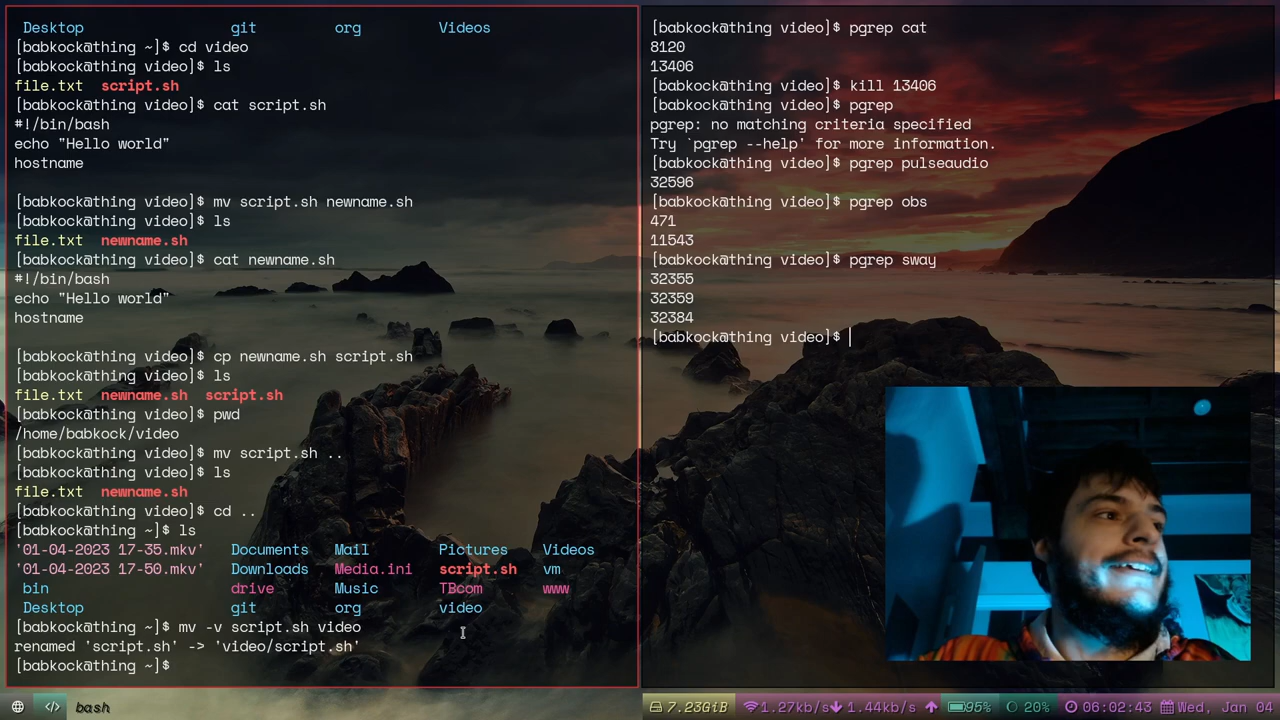 Desktop git org Videos
[babkock@thing ~]$ cd video
[babkock@thing video]$ ls
file.txt script.sh
[babkock@thing video]$ cat script.sh
#!/bin/bash
echo "Hello world"
hostname
[babkock@thing video]$ mv script.sh newname.sh
[babkock@thing video]$ ls
file.txt newname.sh
[babkock@thing video]$ cat newname.sh
#!/bin/bash
echo "Hello world"
hostname
[babkock@thing video]$ cp newname.sh script.sh
[babkock@thing video]$ ls
file.txt newname.sh script.sh
[babkock@thing video]$ pwd
/home/babkock/video
[babkock@thing video]$ mv script.sh ..
[babkock@thing video]$ ls
file.txt newname.sh
[babkock@thing video]$ cd ..
[babkock@thing ~]$ ls
'01-04-2023 17-35.mkv' Documents Mail Pictures Videos
'01-04-2023 17-50.mkv' Downloads Media.ini script.sh vm
bin drive Music TBcom www
Desktop git org video
[babkock@thing ~]$ mv -v script.sh video
renamed 'script.sh' -> 'video/script.sh'
[babkock@thing ~]$
[babkock@thing video]$ pgrep cat
8120
13406
[babkock@thing video]$ kill 13406
[babkock@thing video]$ pgrep
pgrep: no matching criteria specified
Try `pgrep --help' for more information.
[babkock@thing video]$ pgrep pulseaudio
32596
[babkock@thing video]$ pgrep obs
471
11543
[babkock@thing video]$ pgrep sway
32355
32359
32384
[babkock@thing video]$
</> bash
7.23GiB 1.27kb/s 1.44kb/s 95% 20% 06:02:43 Wed, Jan 04